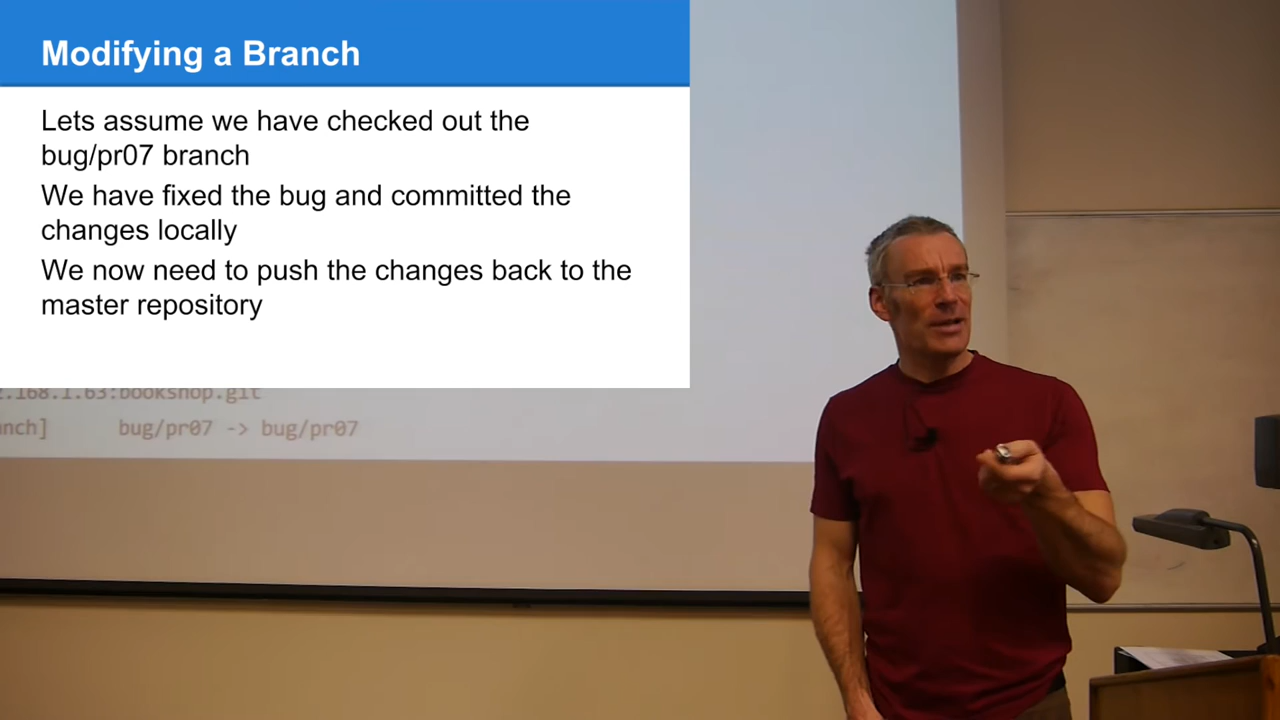 Modifying a Branch
Lets assume we have checked out the
bug/pr07 branch
We have fixed the bug and committed the
changes locally
We now need to push the changes back to the
master repository
.168.1.63:bookshop.git
nch] bug/pr07 -> bug/pr07